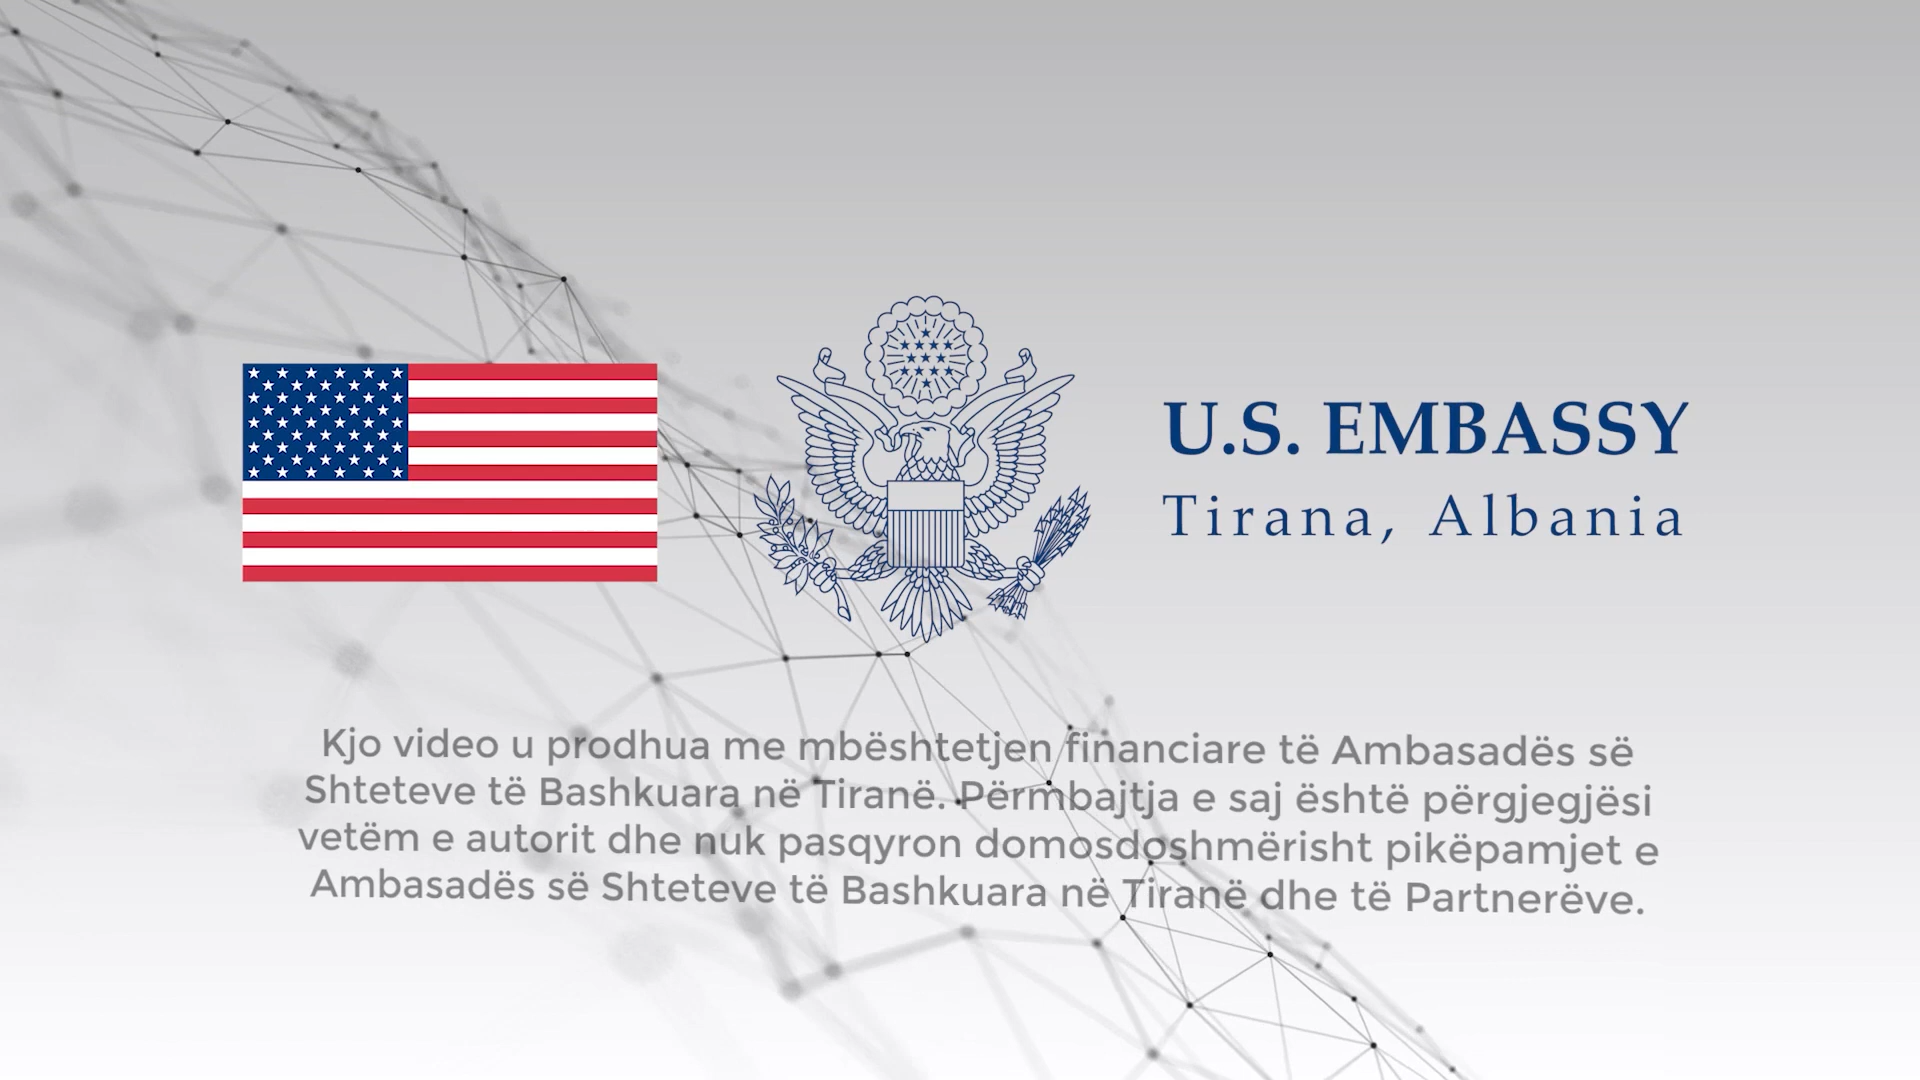 U.S. EMBASSY
Tirana, Albania
Kjo video u prodhua me mbështetjen financiare të Ambasadës së
Shteteve të Bashkuara në Tiranë. Përmbajtja e saj është përgjegjësi
vetëm e autorit dhe nuk pasqyron domosdoshmërisht pikëpamjet e
Ambasadës së Shteteve të Bashkuara në Tiranë dhe të Partnerëve.